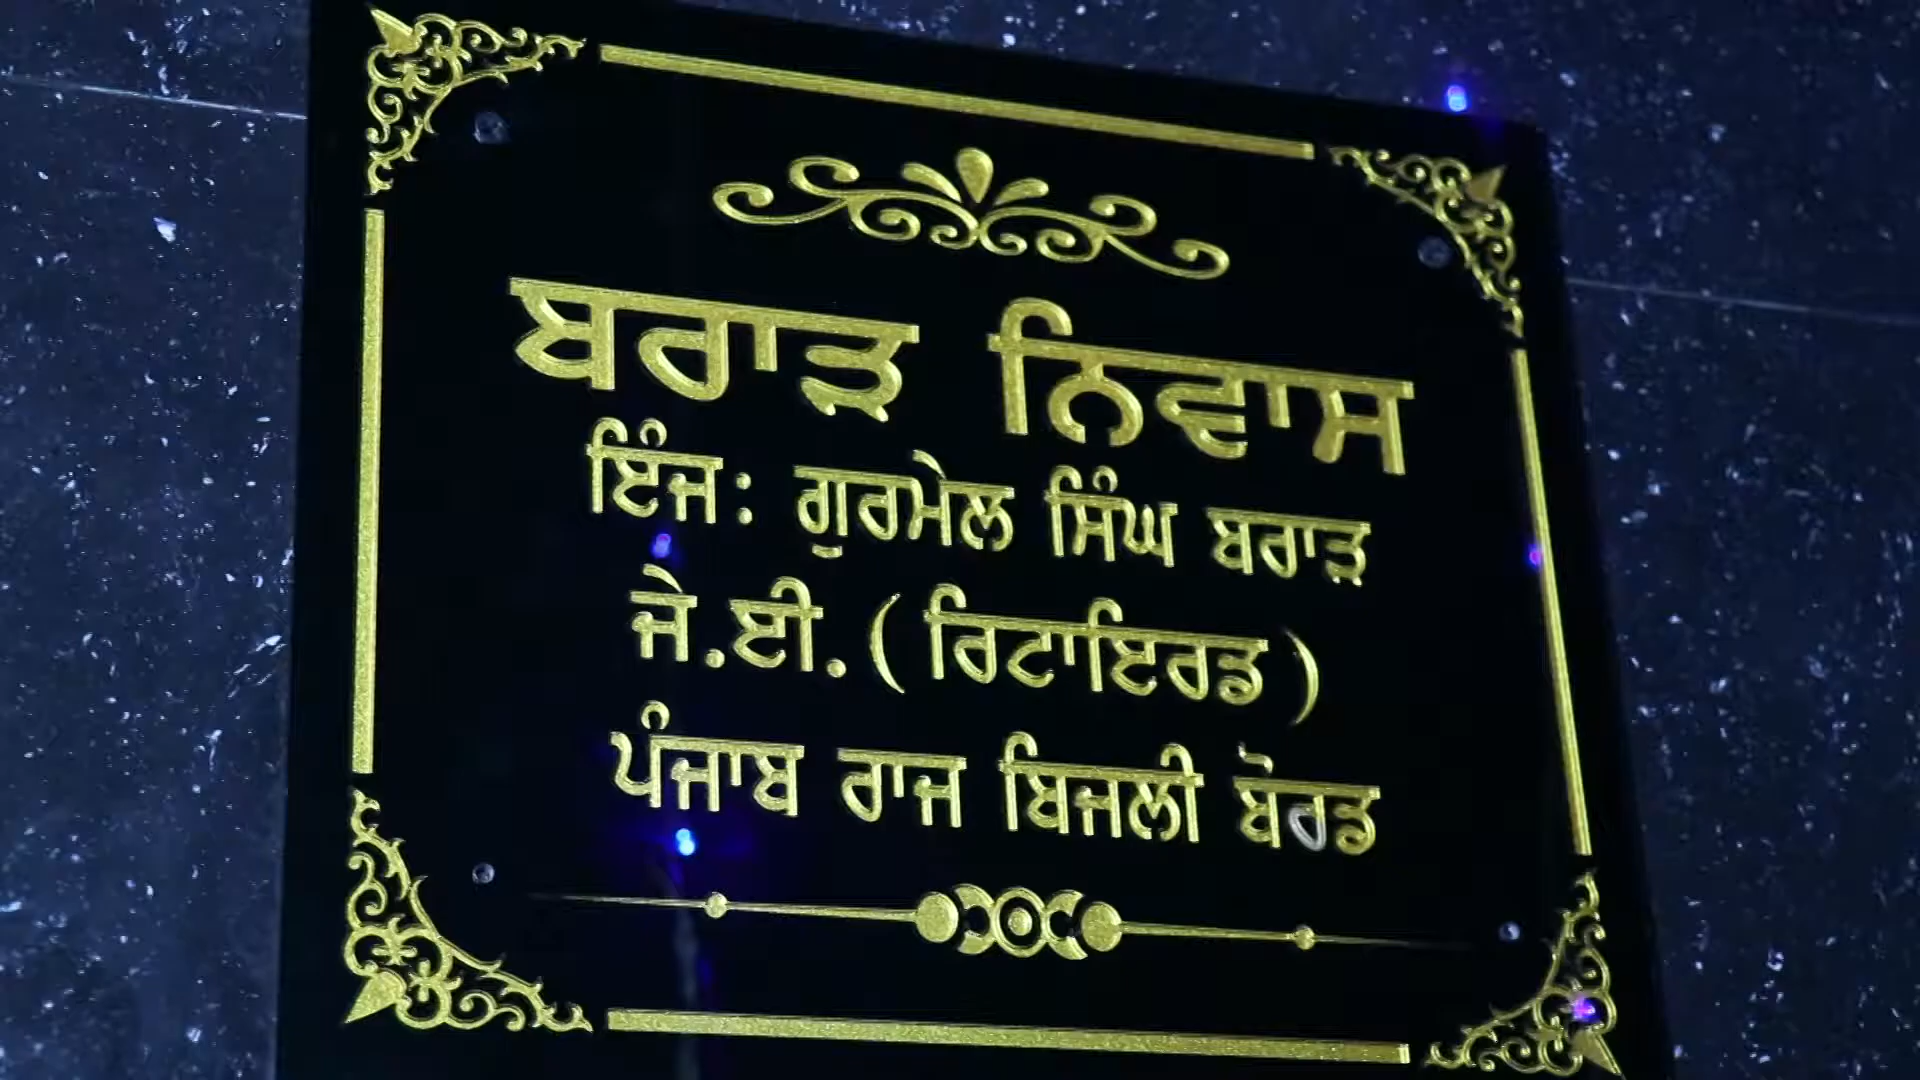 ਬਰਾੜ ਨਿਵਾਸ
ਇੰਜ: ਗੁਰਮੇਲ ਸਿੰਘ ਬਰਾੜ
ਜੇ.ਈ. (ਰਿਟਾਇਰਡ)
ਪੰਜਾਬ ਰਾਜ ਬਿਜਲੀ ਬੋਰਡ